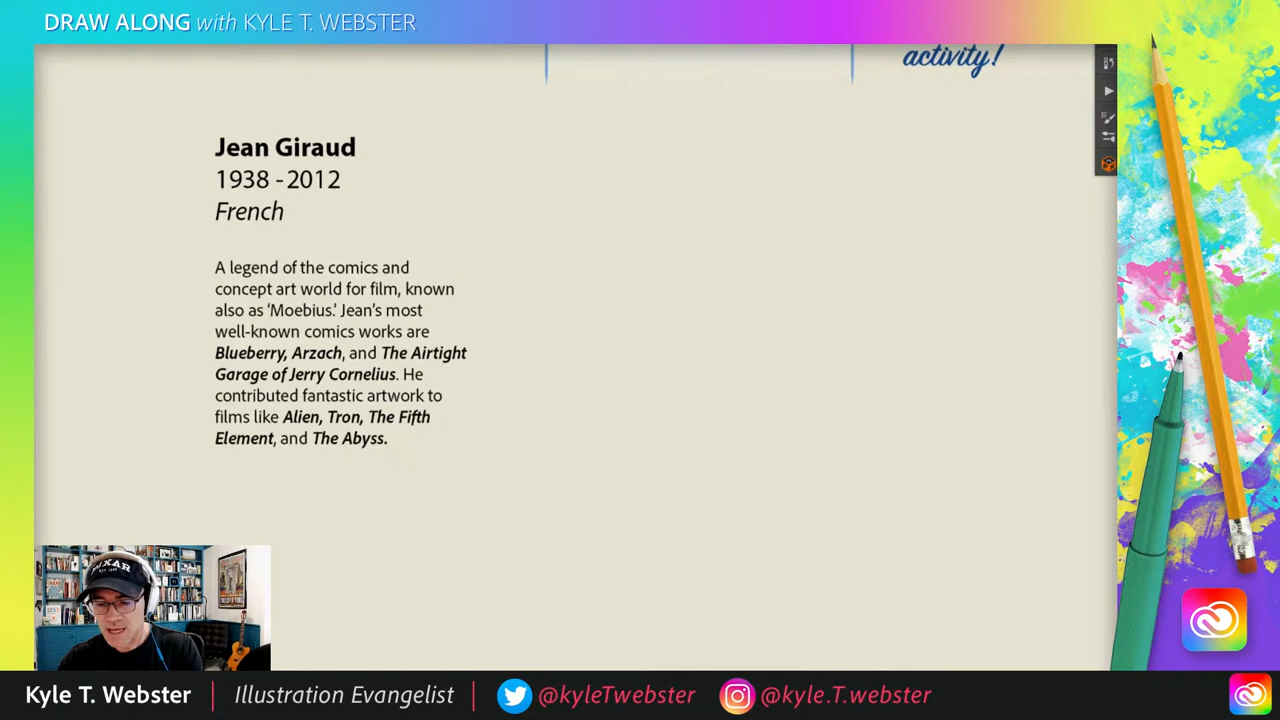 DRAW ALONG with KYLE T. WEBSTER
activity!
Jean Giraud
1938 - 2012
French
A legend of the comics and
concept art world for film, known
also as ‘Moebius.’ Jean’s most
well-known comics works are
Blueberry, Arzach, and The Airtight
Garage of Jerry Cornelius. He
contributed fantastic artwork to
films like Alien, Tron, The Fifth
Element, and The Abyss.
PIXAR
Kyle T. Webster | Illustration Evangelist | @kyleTwebster @kyle.T.webster